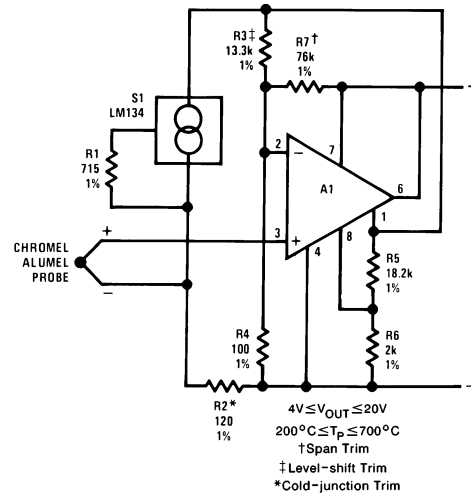 R3‡
13.3k
1%
R7†
76k
1%
S1
LM134
R1
715
1%
2
−
7
A1
6
1
3
+
4
8
+
CHROMEL
ALUMEL
PROBE
−
R5
18.2k
1%
R4
100
1%
R6
2k
1%
R2*
120
1%
4V≤VOUT≤20V
200°C≤TP≤700°C
†Span Trim
‡Level-shift Trim
*Cold-junction Trim